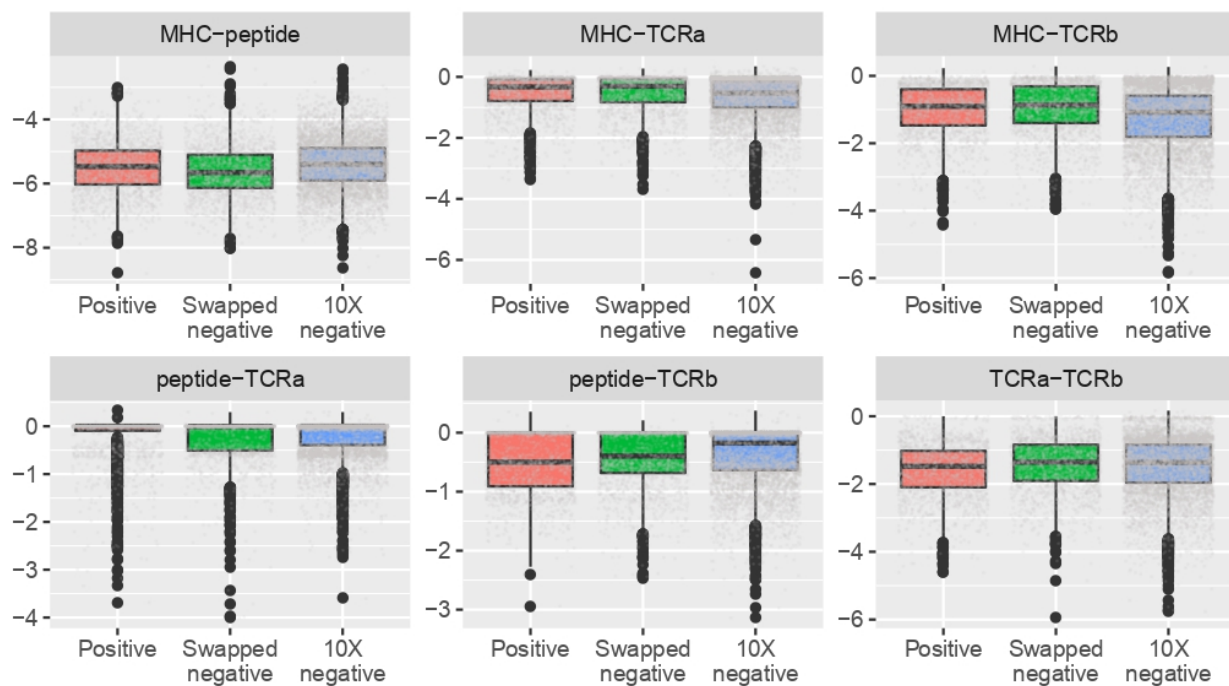 MHC−peptide
MHC−TCRa
MHC−TCRb
−4
−6
−8
0
−2
−4
−6
0
−2
−4
−6
Positive
Swapped
negative
10X
negative
Positive
Swapped
negative
10X
negative
Positive
Swapped
negative
10X
negative
peptide−TCRa
peptide−TCRb
TCRa−TCRb
0
−1
−2
−3
−4
0
−1
−2
−3
0
−2
−4
−6
Positive
Swapped
negative
10X
negative
Positive
Swapped
negative
10X
negative
Positive
Swapped
negative
10X
negative